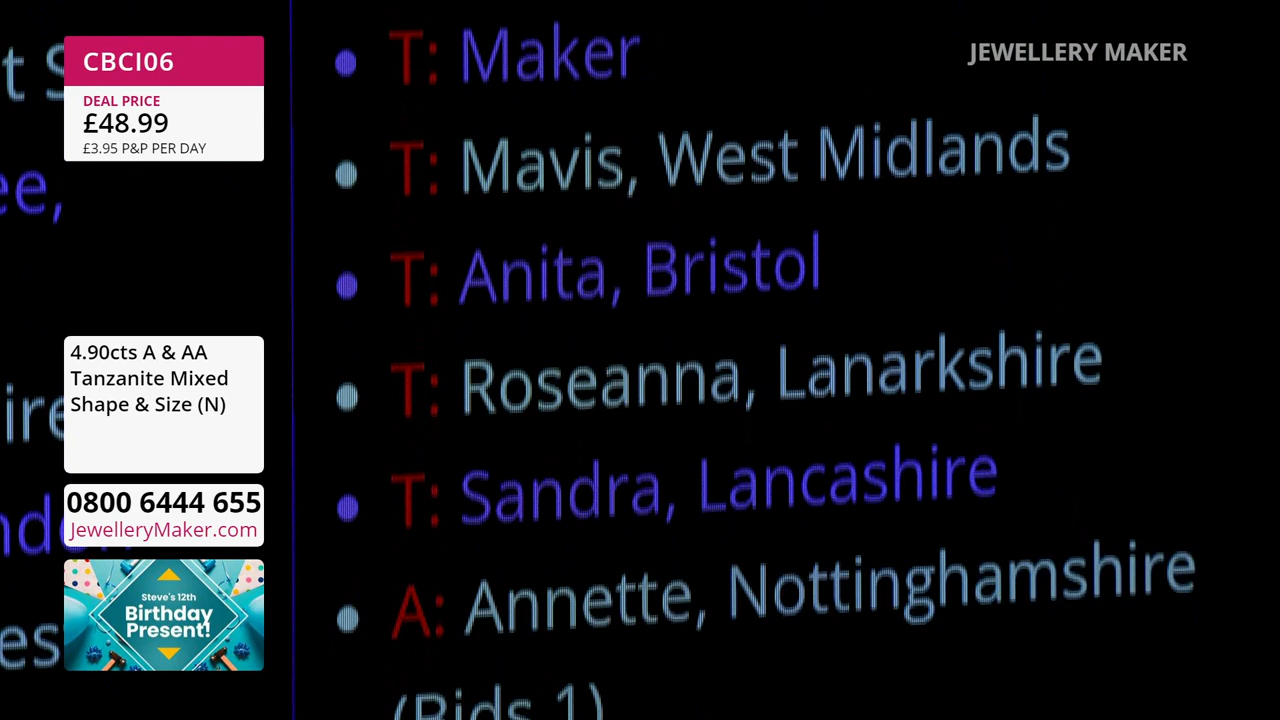 CBCI06
DEAL PRICE
£48.99
£3.95 P&P PER DAY
4.90cts A & AA
Tanzanite Mixed
Shape & Size (N)
0800 6444 655
JewelleryMaker.com
Steve's 12th
Birthday
Present!
JEWELLERY MAKER
• T: Maker
• T: Mavis, West Midlands
• T: Anita, Bristol
• T: Roseanna, Lanarkshire
• T: Sandra, Lancashire
• A: Annette, Nottinghamshire
(Bids 1)